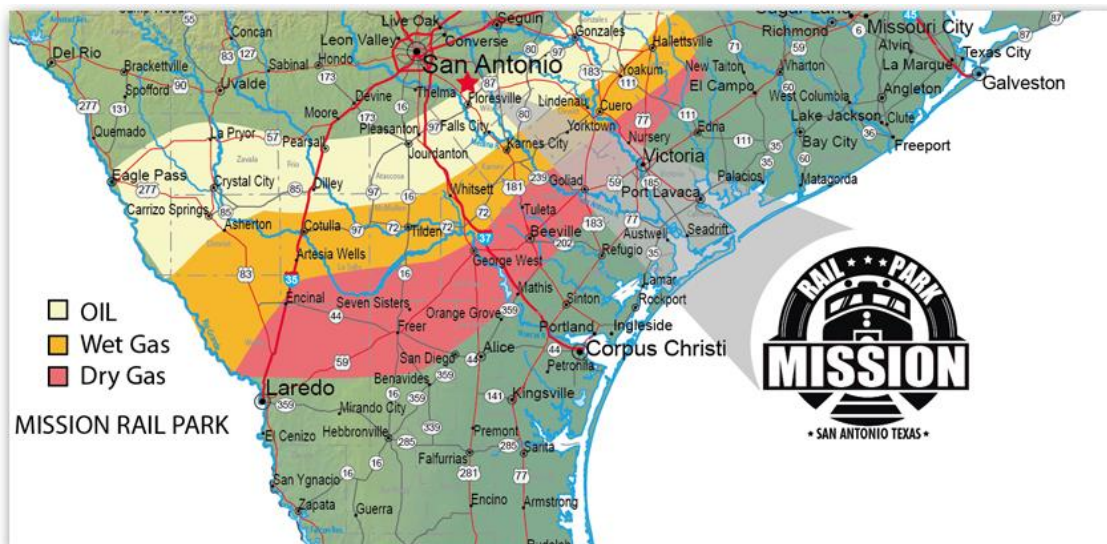 Del Rio
Brackettville
Spofford
Quemado
Concan
Sabinal
Uvalde
Hondo
Leon Valley
Live Oak
Converse
Seguin
San Antonio
Gonzales
Hallettsville
Sugar Land
Richmond
Missouri City
Alvin
La Marque
Texas City
Galveston
Angleton
Wharton
New Taiton
El Campo
West Columbia
Lake Jackson
Clute
Freeport
Bay City
Matagorda
Palacios
Edna
Nursery
Victoria
Port Lavaca
Seadrift
Austwell
Yoakum
Cuero
Lindenau
Yorktown
Thelma
Floresville
Falls City
Karnes City
Devine
Moore
Pleasanton
Jourdanton
La Pryor
Pearsall
Eagle Pass
Crystal City
Dilley
Carrizo Springs
Asherton
Cotulla
Tilden
Whitsett
Goliad
Tuleta
Beeville
Refugio
Artesia Wells
George West
Mathis
Sinton
Lamar
Rockport
Encinal
Seven Sisters
Orange Grove
Freer
Portland
Ingleside
San Diego
Alice
Corpus Christi
Petronila
Benavides
Kingsville
Laredo
Mirando City
El Cenizo
Hebbronville
Premont
Falfurrias
Sarita
San Ygnacio
Zapata
Guerra
Encino
Armstrong
OIL
Wet Gas
Dry Gas
MISSION RAIL PARK
RAIL PARK
MISSION
SAN ANTONIO TEXAS